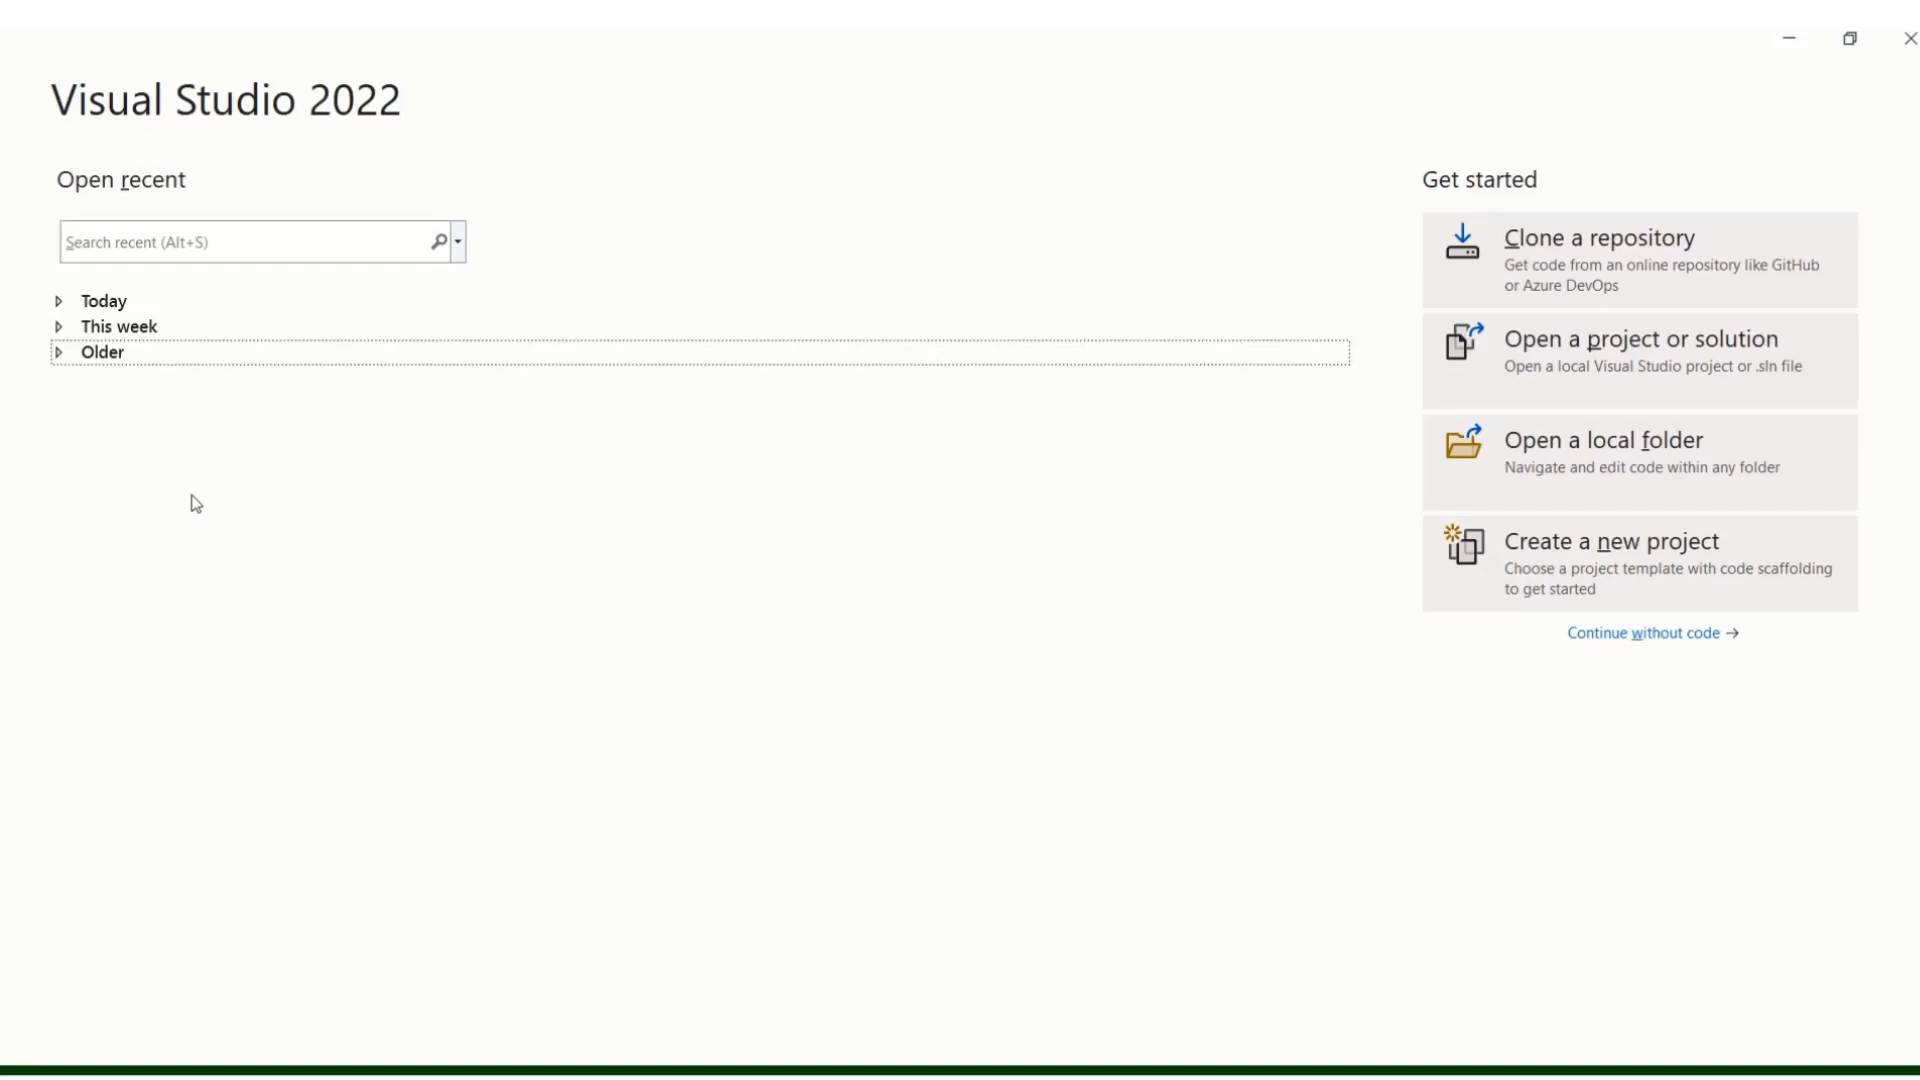 Visual Studio 2022
Open recent
Search recent (Alt+S)
Today
This week
Older
Get started
Clone a repository
Get code from an online repository like GitHub
or Azure DevOps
Open a project or solution
Open a local Visual Studio project or .sln file
Open a local folder
Navigate and edit code within any folder
Create a new project
Choose a project template with code scaffolding
to get started
Continue without code →